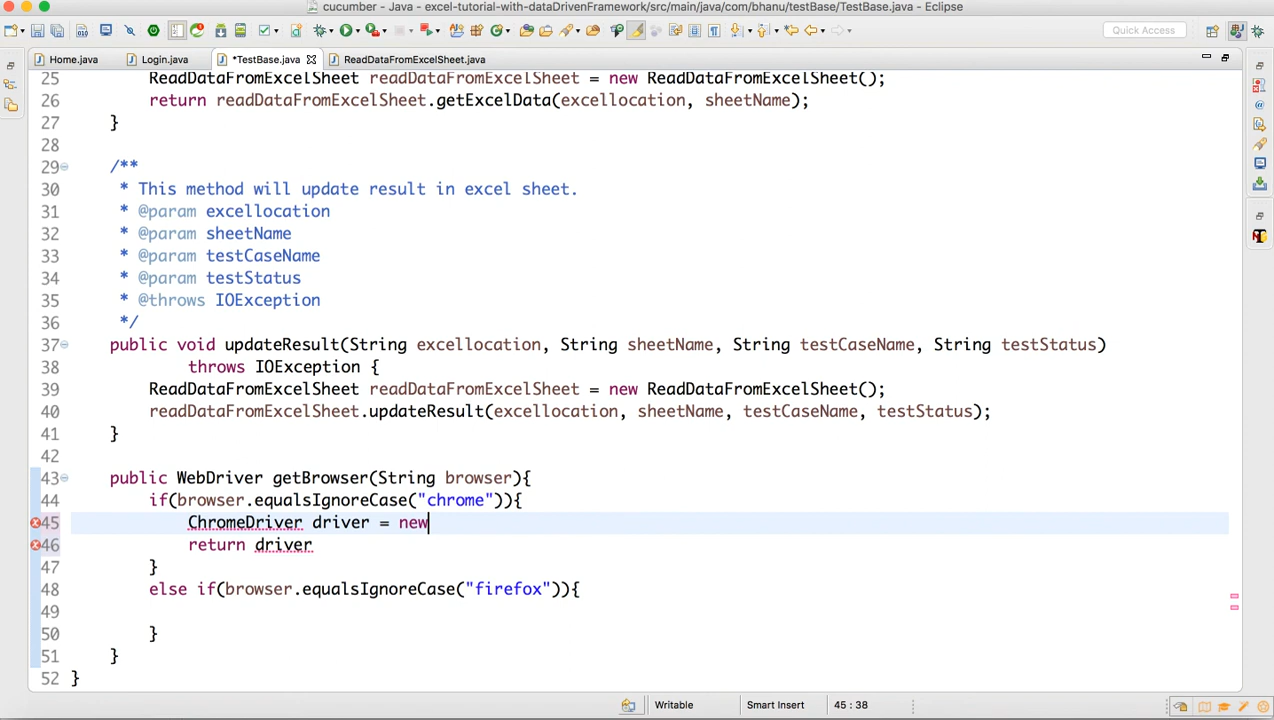 cucumber - Java - excel-tutorial-with-dataDrivenFramework/src/main/java/com/bhanu/testBase/TestBase.java - Eclipse
Quick Access
Home.java
Login.java
*TestBase.java
ReadDataFromExcelSheet.java
25 ReadDataFromExcelSheet readDataFromExcelSheet = new ReadDataFromExcelSheet();
26 return readDataFromExcelSheet.getExcelData(excellocation, sheetName);
27 }
28
29 /**
30 * This method will update result in excel sheet.
31 * @param excellocation
32 * @param sheetName
33 * @param testCaseName
34 * @param testStatus
35 * @throws IOException
36 */
37 public void updateResult(String excellocation, String sheetName, String testCaseName, String testStatus)
38 throws IOException {
39 ReadDataFromExcelSheet readDataFromExcelSheet = new ReadDataFromExcelSheet();
40 readDataFromExcelSheet.updateResult(excellocation, sheetName, testCaseName, testStatus);
41 }
42
43 public WebDriver getBrowser(String browser){
44 if(browser.equalsIgnoreCase("chrome")){
45 ChromeDriver driver = new
46 return driver
47 }
48 else if(browser.equalsIgnoreCase("firefox")){
49
50 }
51 }
52 }
Writable
Smart Insert
45 : 38